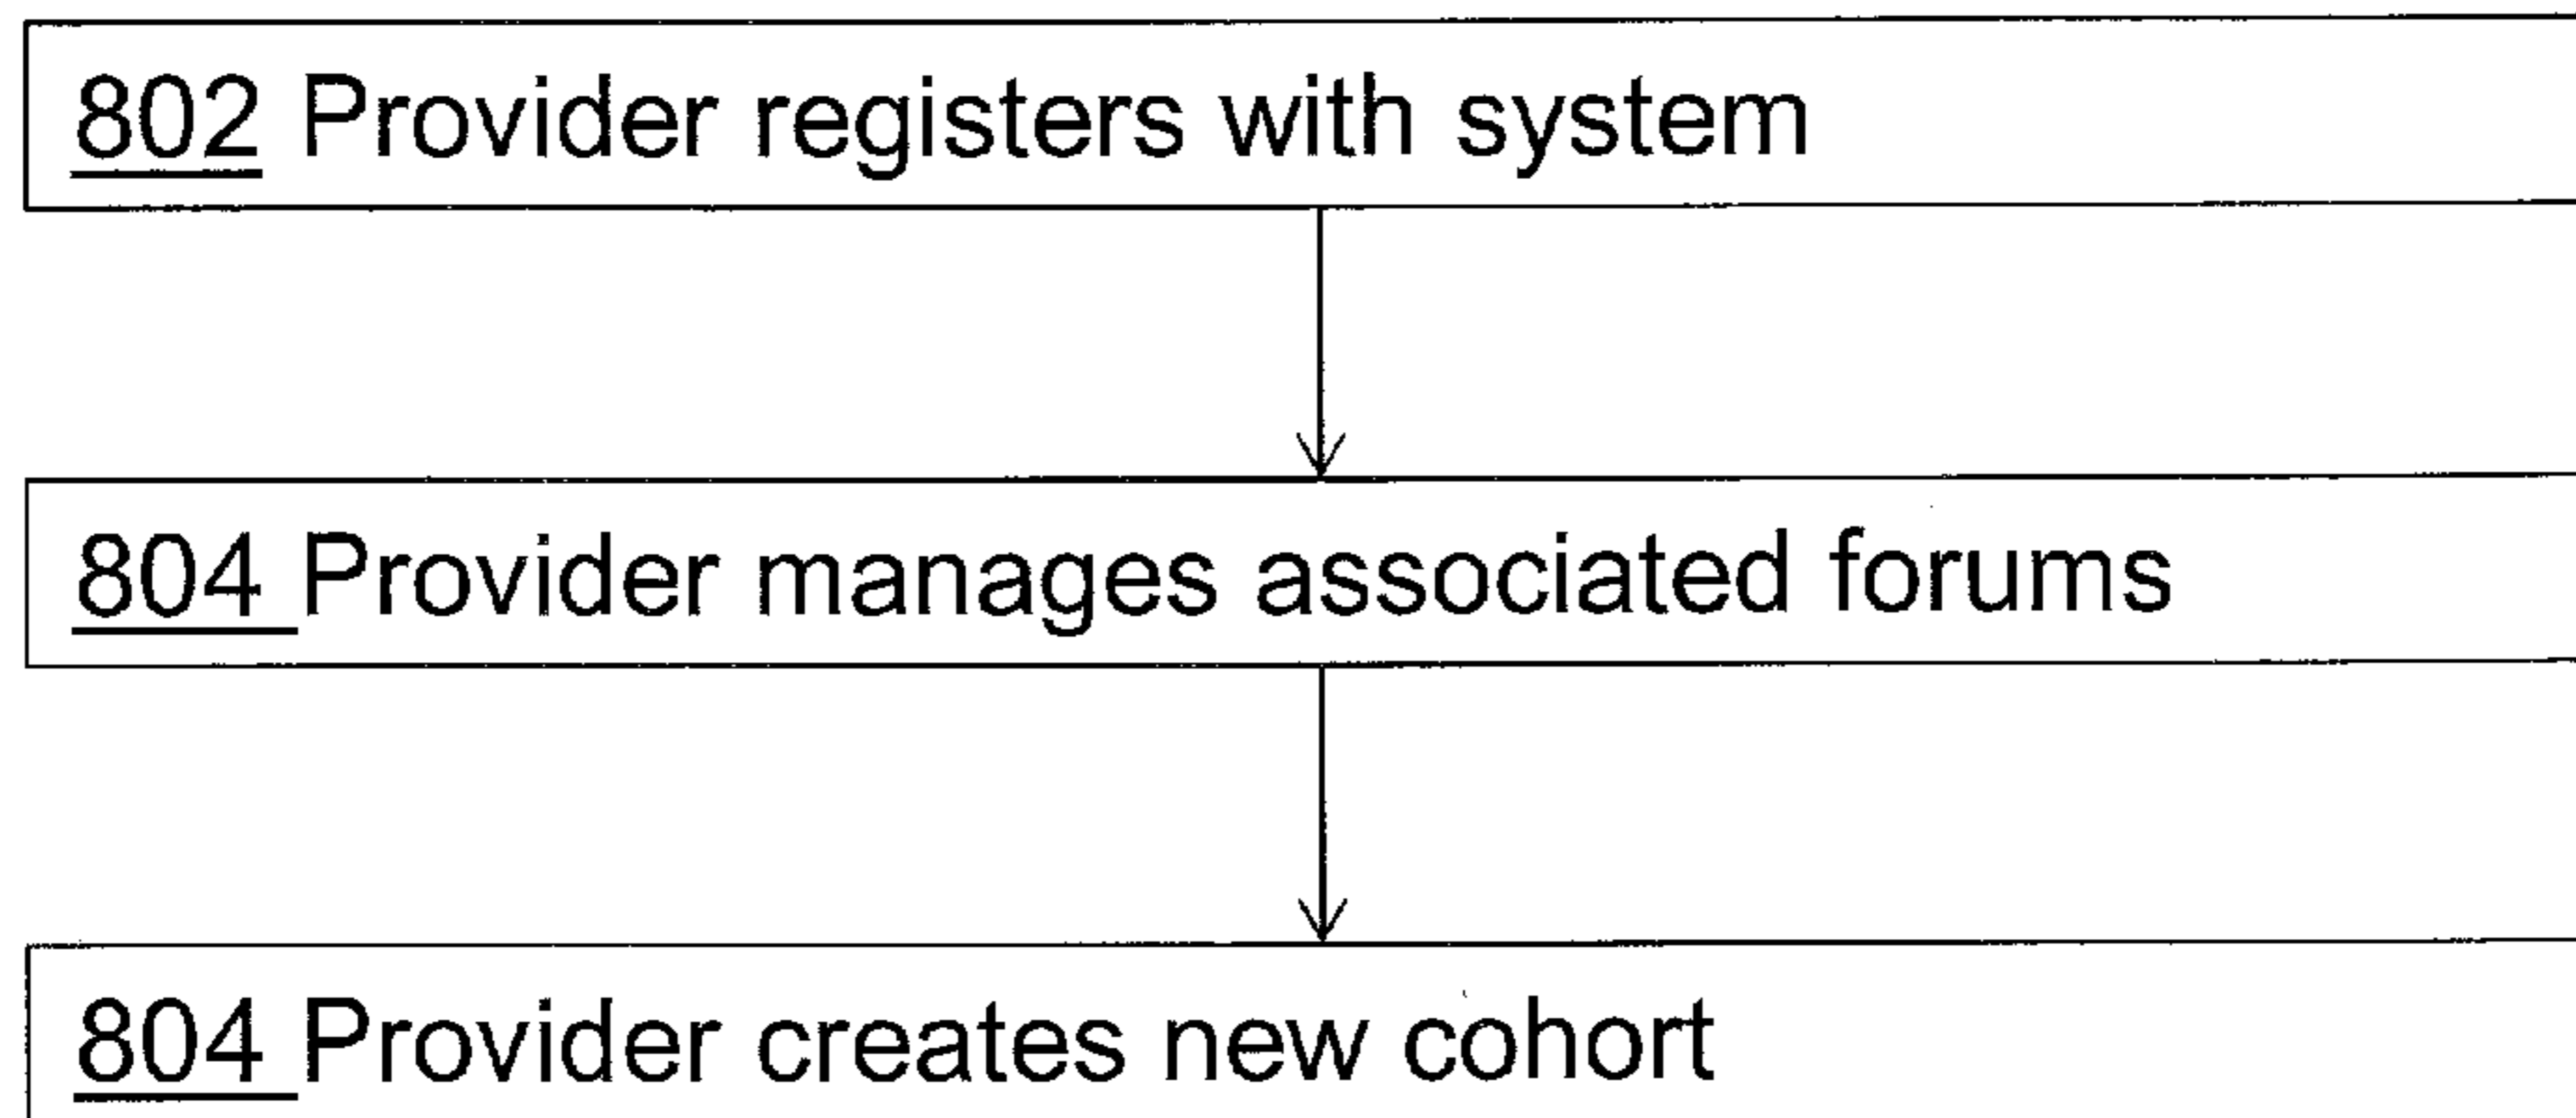 802 Provider registers with system
804 Provider manages associated forums
804 Provider creates new cohort